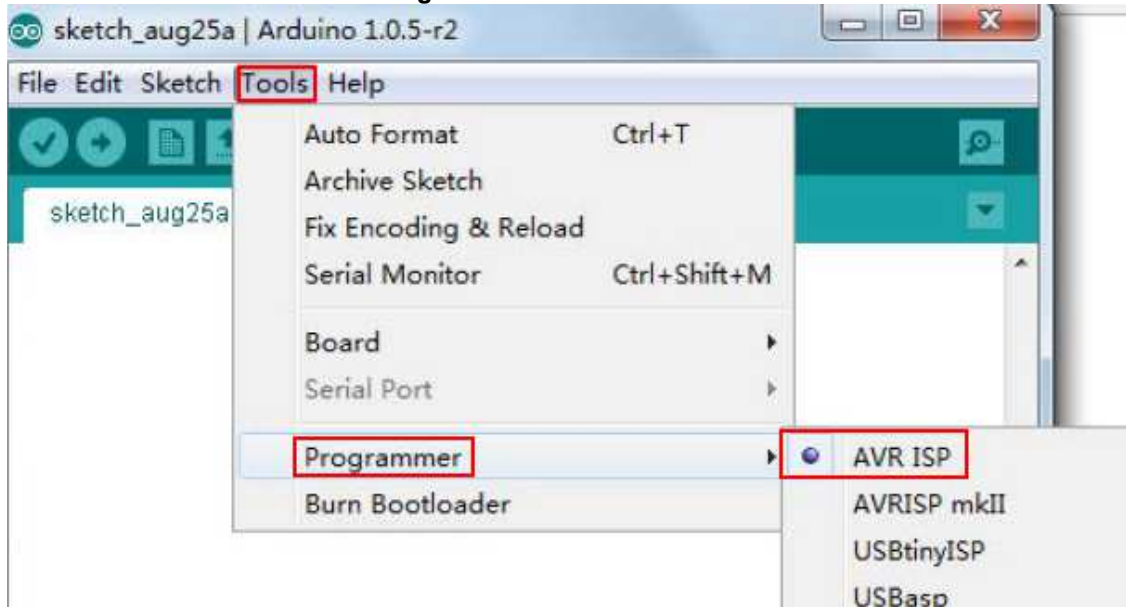 sketch_aug25a | Arduino 1.0.5-r2
File Edit Sketch Tools Help
Auto Format Ctrl+T
Archive Sketch
sketch_aug25a
Fix Encoding & Reload
Serial Monitor Ctrl+Shift+M
Board
Serial Port
Programmer
AVR ISP
Burn Bootloader
AVRISP mkII
USBtinyISP
USBasp